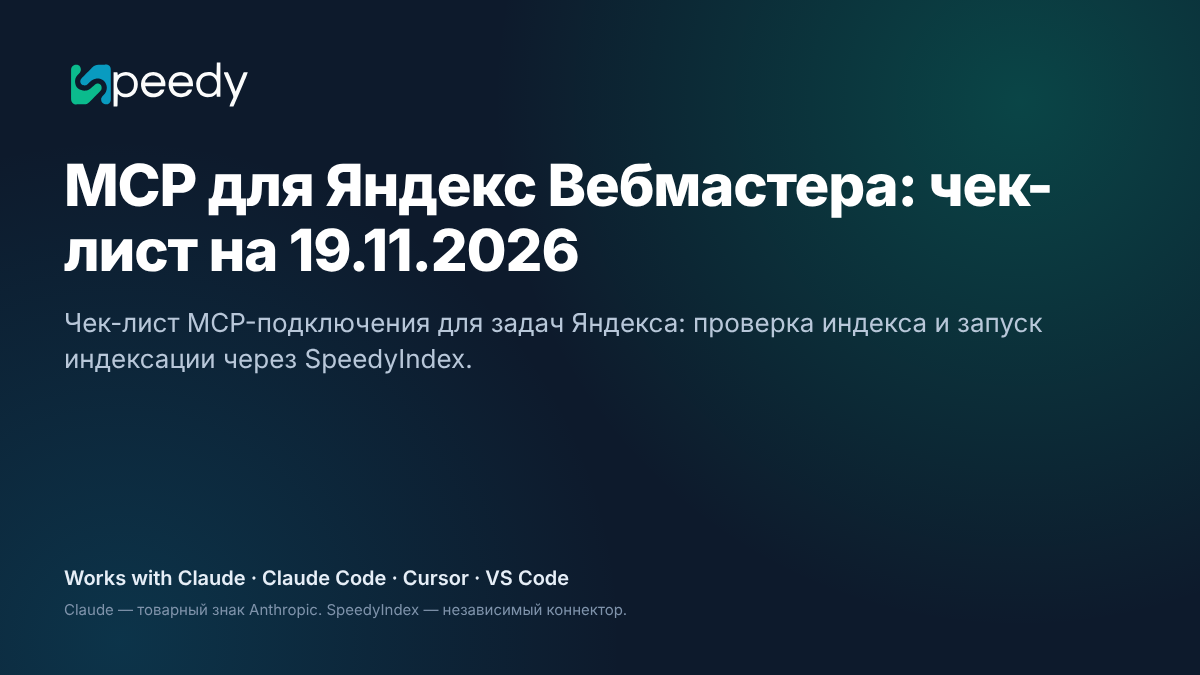 Speedy
MCP для Яндекс Вебмастера: чек-
лист на 19.11.2026
Чек-лист MCP-подключения для задач Яндекса: проверка индекса и запуск
индексации через SpeedyIndex.
Works with Claude · Claude Code · Cursor · VS Code
Claude — товарный знак Anthropic. SpeedyIndex — независимый коннектор.